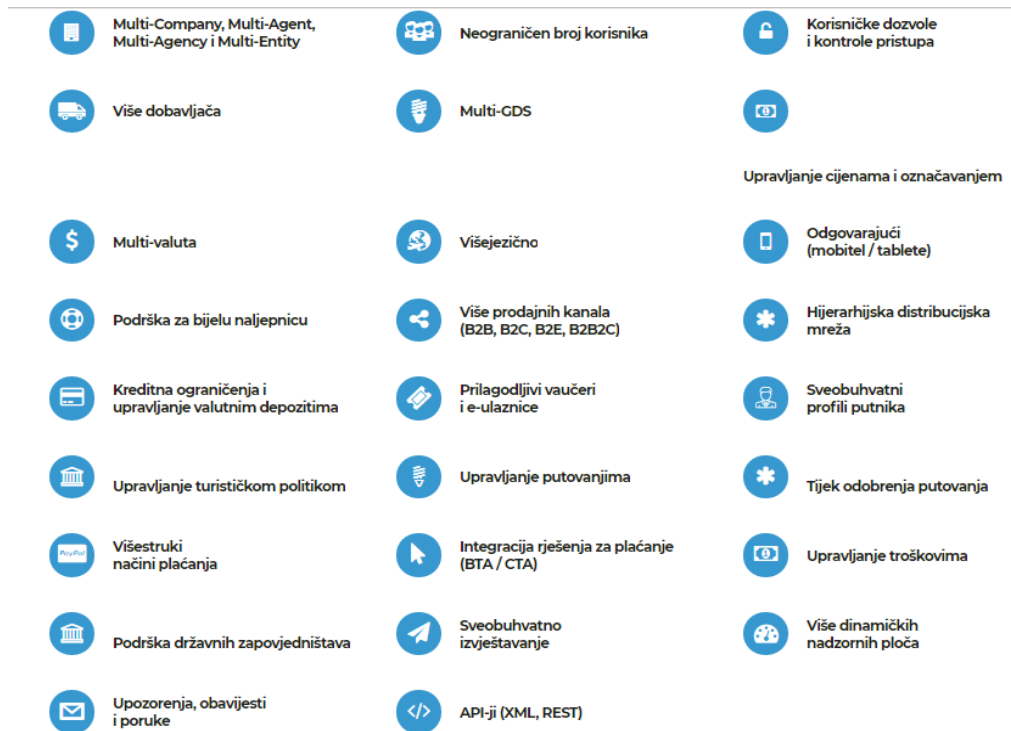 Multi-Company, Multi-Agent,
Multi-Agency i Multi-Entity
Neograničen broj korisnika
Korisničke dozvole
i kontrole pristupa
Više dobavljača
Multi-GDS
Upravljanje cijenama i označavanjem
Multi-valuta
Višejezično
Odgovarajući
(mobitel / tablete)
Podrška za bijelu naljepnicu
Više prodajnih kanala
(B2B, B2C, B2E, B2B2C)
Hijerarhijska distribucijska
mreža
Kreditna ograničenja i
upravljanje valutnim depozitima
Prilagodljivi vaučeri
i e-ulaznice
Sveobuhvatni
profili putnika
Upravljanje turističkom politikom
Upravljanje putovanjima
Tijek odobrenja putovanja
PayPal
Višestruki
načini plaćanja
Integracija rješenja za plaćanje
(BTA / CTA)
Upravljanje troškovima
Podrška državnih zapovjedništava
Sveobuhvatno
izvještavanje
Više dinamičkih
nadzornih ploča
Upozorenja, obavijesti
i poruke
API-ji (XML, REST)